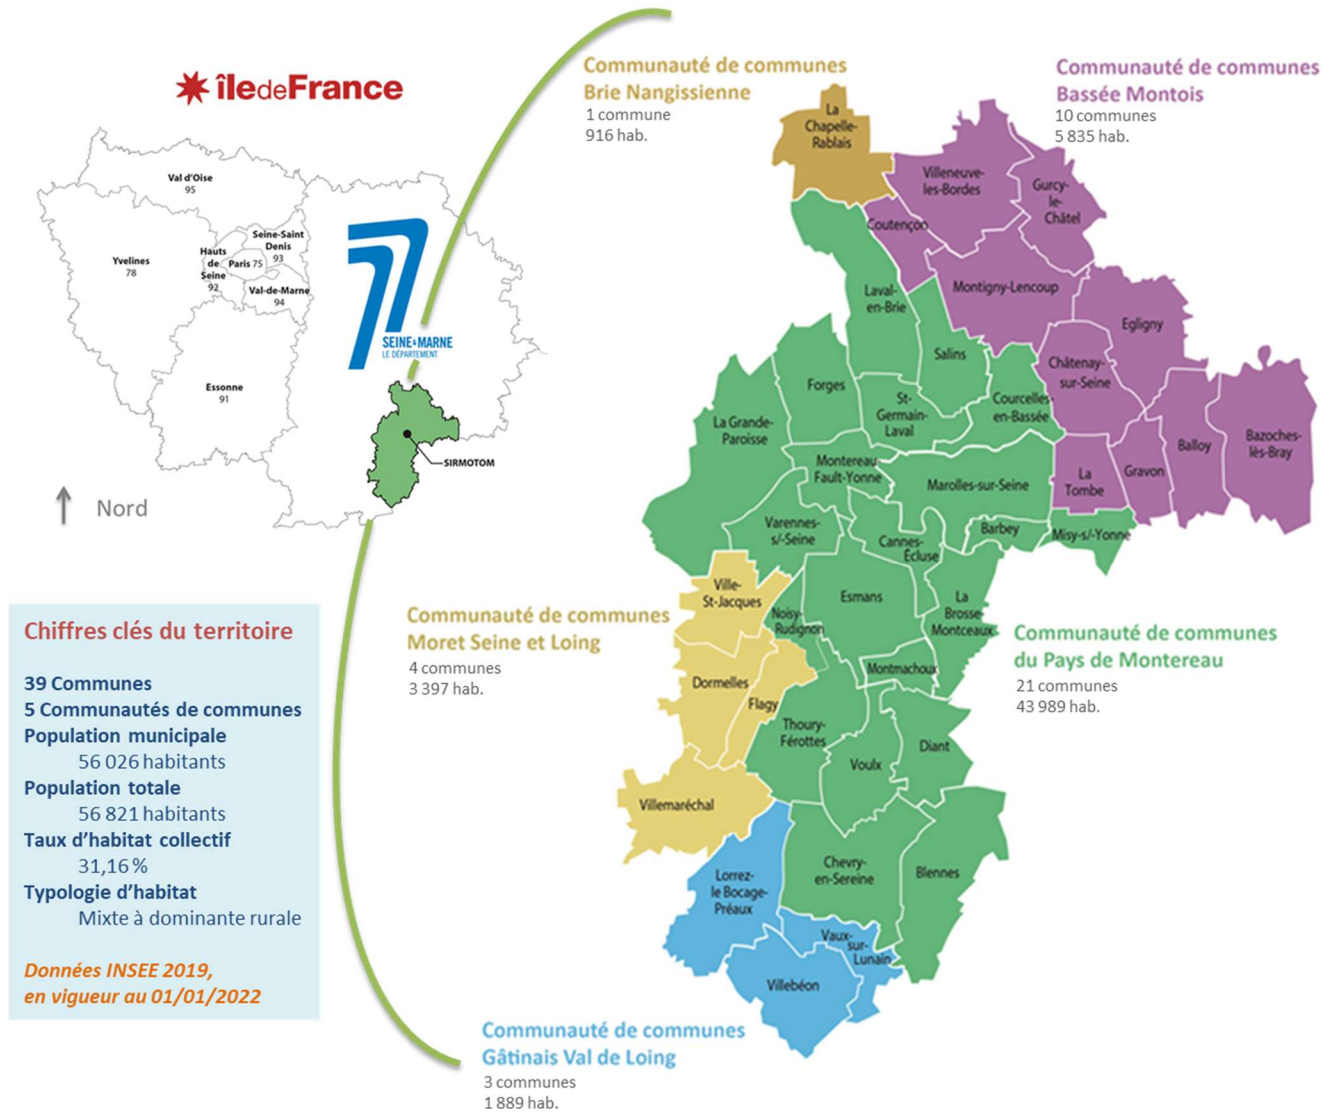 îledeFrance
Val d'Oise
95
Yvelines
78
Hauts
de
Seine
92
Paris 75
Seine-Saint
Denis
93
Val-de-Marne
94
Essonne
91
77
SEINE&MARNE
LE DÉPARTEMENT
SIRMOTOM
Nord
Chiffres clés du territoire
39 Communes
5 Communautés de communes
Population municipale
56 026 habitants
Population totale
56 821 habitants
Taux d'habitat collectif
31,16 %
Typologie d'habitat
Mixte à dominante rurale
Données INSEE 2019,
en vigueur au 01/01/2022
Communauté de communes
Brie Nangissienne
1 commune
916 hab.
Communauté de communes
Bassée Montois
10 communes
5 835 hab.
Communauté de communes
Moret Seine et Loing
4 communes
3 397 hab.
Communauté de communes
du Pays de Montereau
21 communes
43 989 hab.
Communauté de communes
Gâtinais Val de Loing
3 communes
1 889 hab.
La
Chapelle-
Rablais
Villeneuve-
les-Bordes
Gurcy-
le-
Châtel
Coutençon
Montigny-Lencoup
Laval-
en-Brie
Egligny
Salins
Châtenay-
sur-Seine
Forges
St-
Germain-
Laval
Courcelles-
en-Bassée
La Grande-
Paroisse
Bazoches-
lès-Bray
Balloy
Gravon
La
Tombe
Montereau
Fault-Yonne
Marolles-sur-Seine
Varennes-
s/-Seine
Cannes-
Écluse
Barbey
Misy-s/-Yonne
Ville-
St-Jacques
Noisy-
Rudignon
Esmans
La
Brosse-
Montceaux
Montmachoux
Dormelles
Flagy
Thoury-
Férottes
Voulx
Diant
Villemaréchal
Chevry-
en-Sereine
Blennes
Lorrez-
le Bocage-
Préaux
Vaux-
sur-
Lunain
Villebéon